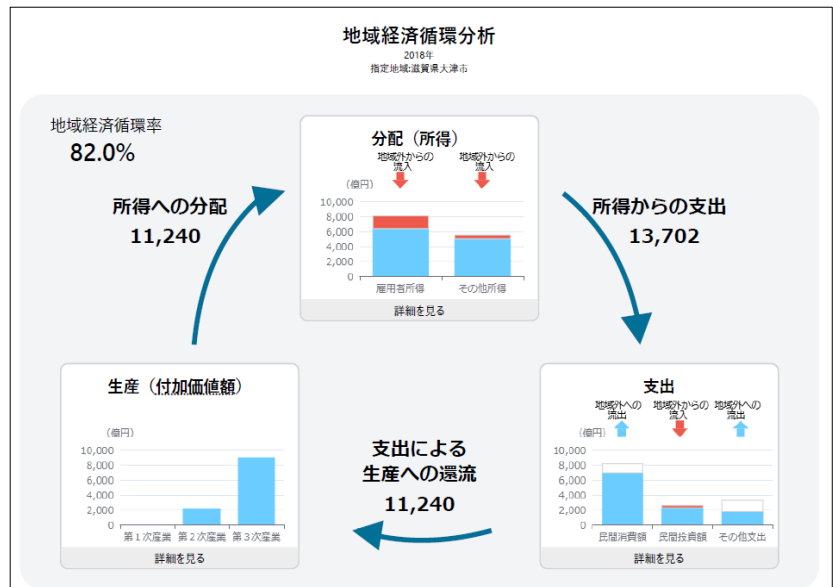 地域経済循環分析
2018年
指定地域:滋賀県大津市
地域経済循環率
82.0%
分配（所得）
地域外からの
流入
地域外からの
流入
（億円）
10,000
8,000
6,000
4,000
2,000
0
雇用者所得
その他所得
詳細を見る
所得への分配
11,240
所得からの支出
13,702
生産（付加価値額）
（億円）
10,000
8,000
6,000
4,000
2,000
0
第１次産業
第２次産業
第３次産業
詳細を見る
支出による
生産への還流
11,240
支出
地域外への
流出
地域外からの
流入
地域外への
流出
（億円）
10,000
8,000
6,000
4,000
2,000
0
民間消費額
民間投資額
その他支出
詳細を見る